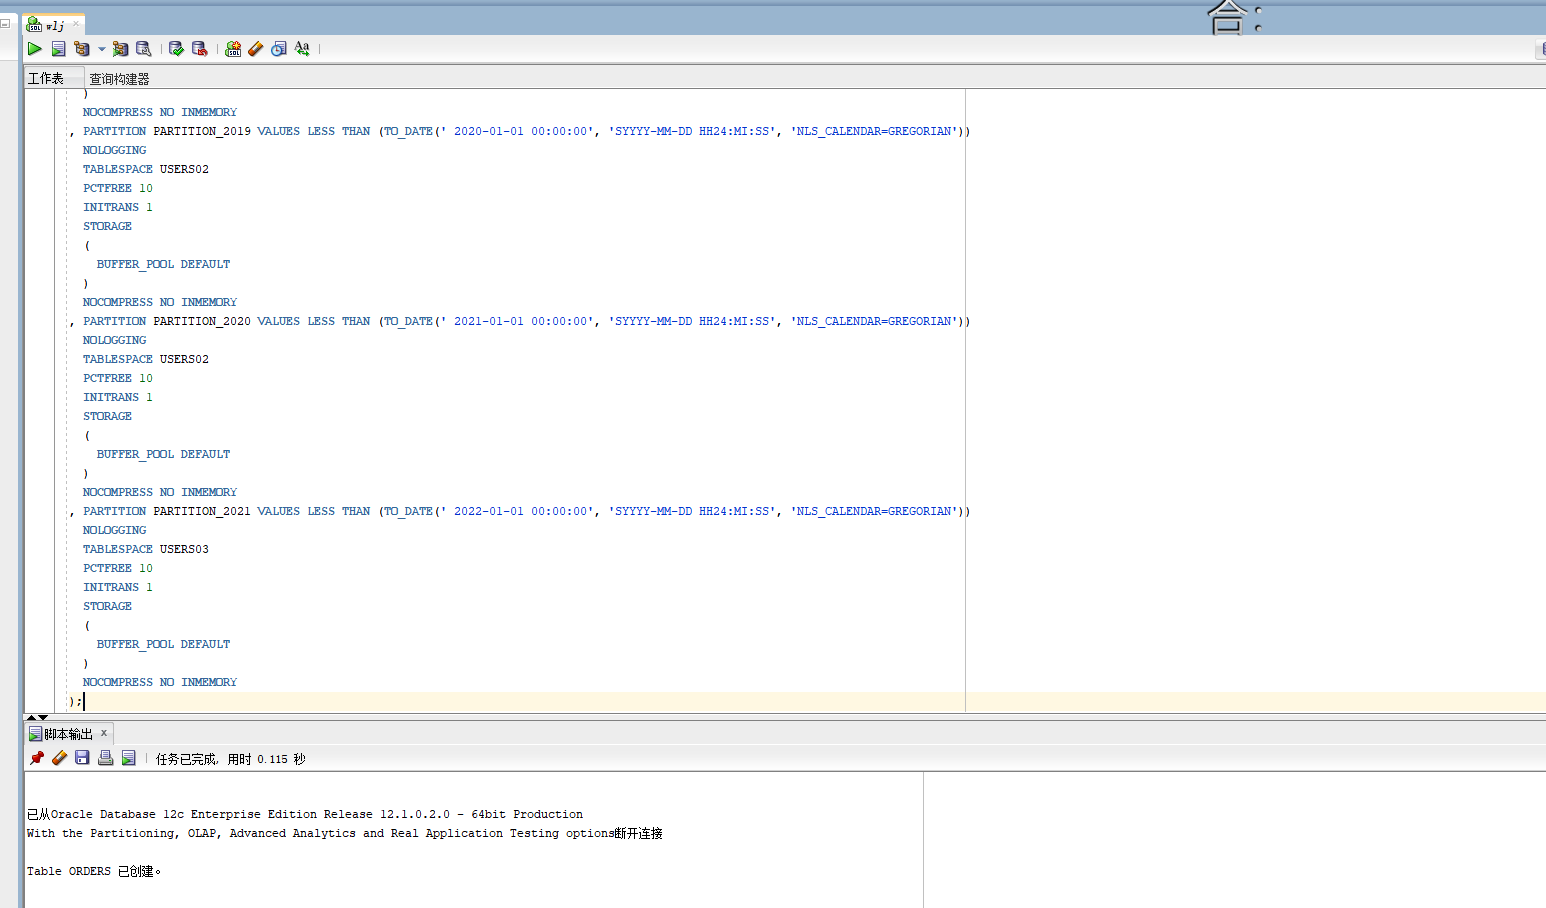 合：
wlj
工作表 查询构建器
)
NOCOMPRESS NO INMEMORY
, PARTITION PARTITION_2019 VALUES LESS THAN (TO_DATE(' 2020-01-01 00:00:00', 'SYYYY-MM-DD HH24:MI:SS', 'NLS_CALENDAR=GREGORIAN'))
NOLOGGING
TABLESPACE USERS02
PCTFREE 10
INITRANS 1
STORAGE
(
BUFFER_POOL DEFAULT
)
NOCOMPRESS NO INMEMORY
, PARTITION PARTITION_2020 VALUES LESS THAN (TO_DATE(' 2021-01-01 00:00:00', 'SYYYY-MM-DD HH24:MI:SS', 'NLS_CALENDAR=GREGORIAN'))
NOLOGGING
TABLESPACE USERS02
PCTFREE 10
INITRANS 1
STORAGE
(
BUFFER_POOL DEFAULT
)
NOCOMPRESS NO INMEMORY
, PARTITION PARTITION_2021 VALUES LESS THAN (TO_DATE(' 2022-01-01 00:00:00', 'SYYYY-MM-DD HH24:MI:SS', 'NLS_CALENDAR=GREGORIAN'))
NOLOGGING
TABLESPACE USERS03
PCTFREE 10
INITRANS 1
STORAGE
(
BUFFER_POOL DEFAULT
)
NOCOMPRESS NO INMEMORY
);
脚本输出 x
任务已完成, 用时 0.115 秒
已从Oracle Database 12c Enterprise Edition Release 12.1.0.2.0 - 64bit Production
With the Partitioning, OLAP, Advanced Analytics and Real Application Testing options断开连接
Table ORDERS 已创建。